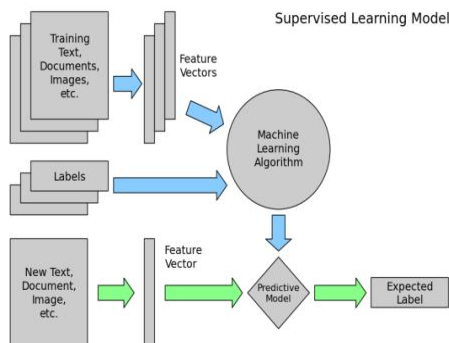 Supervised Learning Model
Training
Text,
Documents,
Images,
etc.
Feature
Vectors
Machine
Learning
Algorithm
Labels
New Text,
Document,
Image,
etc.
Feature
Vector
Predictive
Model
Expected
Label